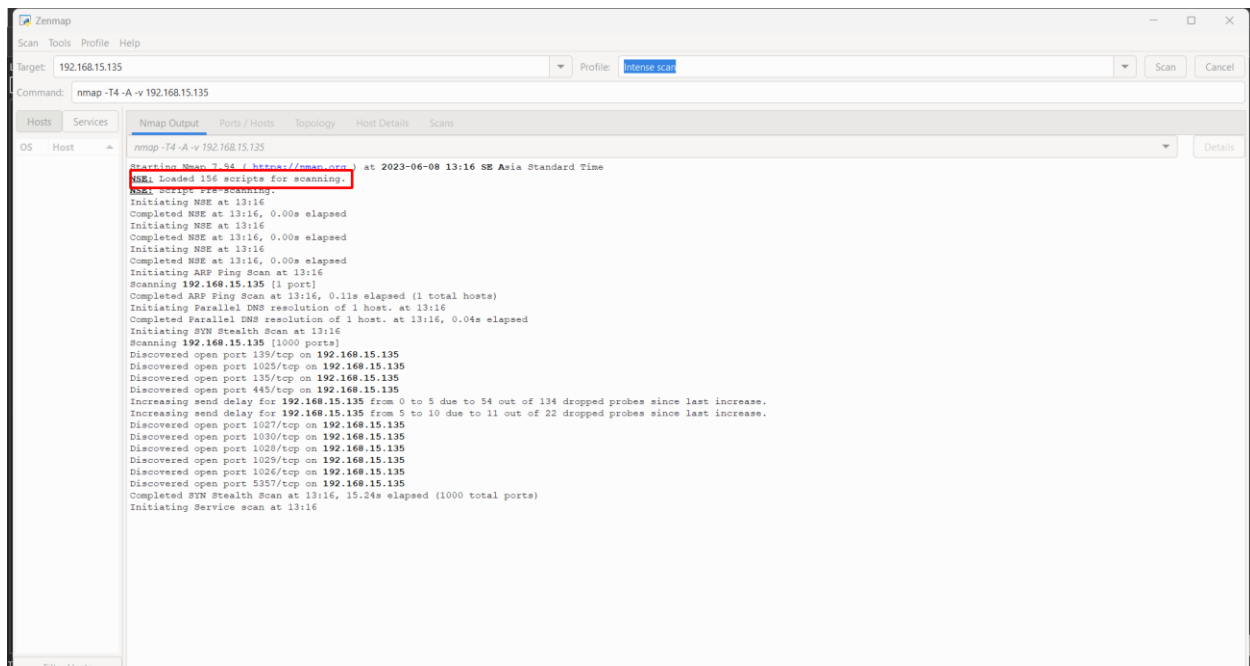 Zenmap
Scan Tools Profile Help
Target: 192.168.15.135 Profile: Intense scan Scan Cancel
Command: nmap -T4 -A -v 192.168.15.135
Hosts Services Nmap Output Ports / Hosts Topology Host Details Scans
OS Host nmap -T4 -A -v 192.168.15.135 Details
Starting Nmap 7.94 ( https://nmap.org ) at 2023-06-08 13:16 SE Asia Standard Time
NSE: Loaded 156 scripts for scanning.
NSE: Script Pre-scanning.
Initiating NSE at 13:16
Completed NSE at 13:16, 0.00s elapsed
Initiating NSE at 13:16
Completed NSE at 13:16, 0.00s elapsed
Initiating NSE at 13:16
Completed NSE at 13:16, 0.00s elapsed
Initiating ARP Ping Scan at 13:16
Scanning 192.168.15.135 [1 port]
Completed ARP Ping Scan at 13:16, 0.11s elapsed (1 total hosts)
Initiating Parallel DNS resolution of 1 host. at 13:16
Completed Parallel DNS resolution of 1 host. at 13:16, 0.04s elapsed
Initiating SYN Stealth Scan at 13:16
Scanning 192.168.15.135 [1000 ports]
Discovered open port 139/tcp on 192.168.15.135
Discovered open port 1025/tcp on 192.168.15.135
Discovered open port 135/tcp on 192.168.15.135
Discovered open port 445/tcp on 192.168.15.135
Increasing send delay for 192.168.15.135 from 0 to 5 due to 54 out of 134 dropped probes since last increase.
Increasing send delay for 192.168.15.135 from 5 to 10 due to 11 out of 22 dropped probes since last increase.
Discovered open port 1027/tcp on 192.168.15.135
Discovered open port 1030/tcp on 192.168.15.135
Discovered open port 1028/tcp on 192.168.15.135
Discovered open port 1029/tcp on 192.168.15.135
Discovered open port 1026/tcp on 192.168.15.135
Discovered open port 5357/tcp on 192.168.15.135
Completed SYN Stealth Scan at 13:16, 15.24s elapsed (1000 total ports)
Initiating Service scan at 13:16